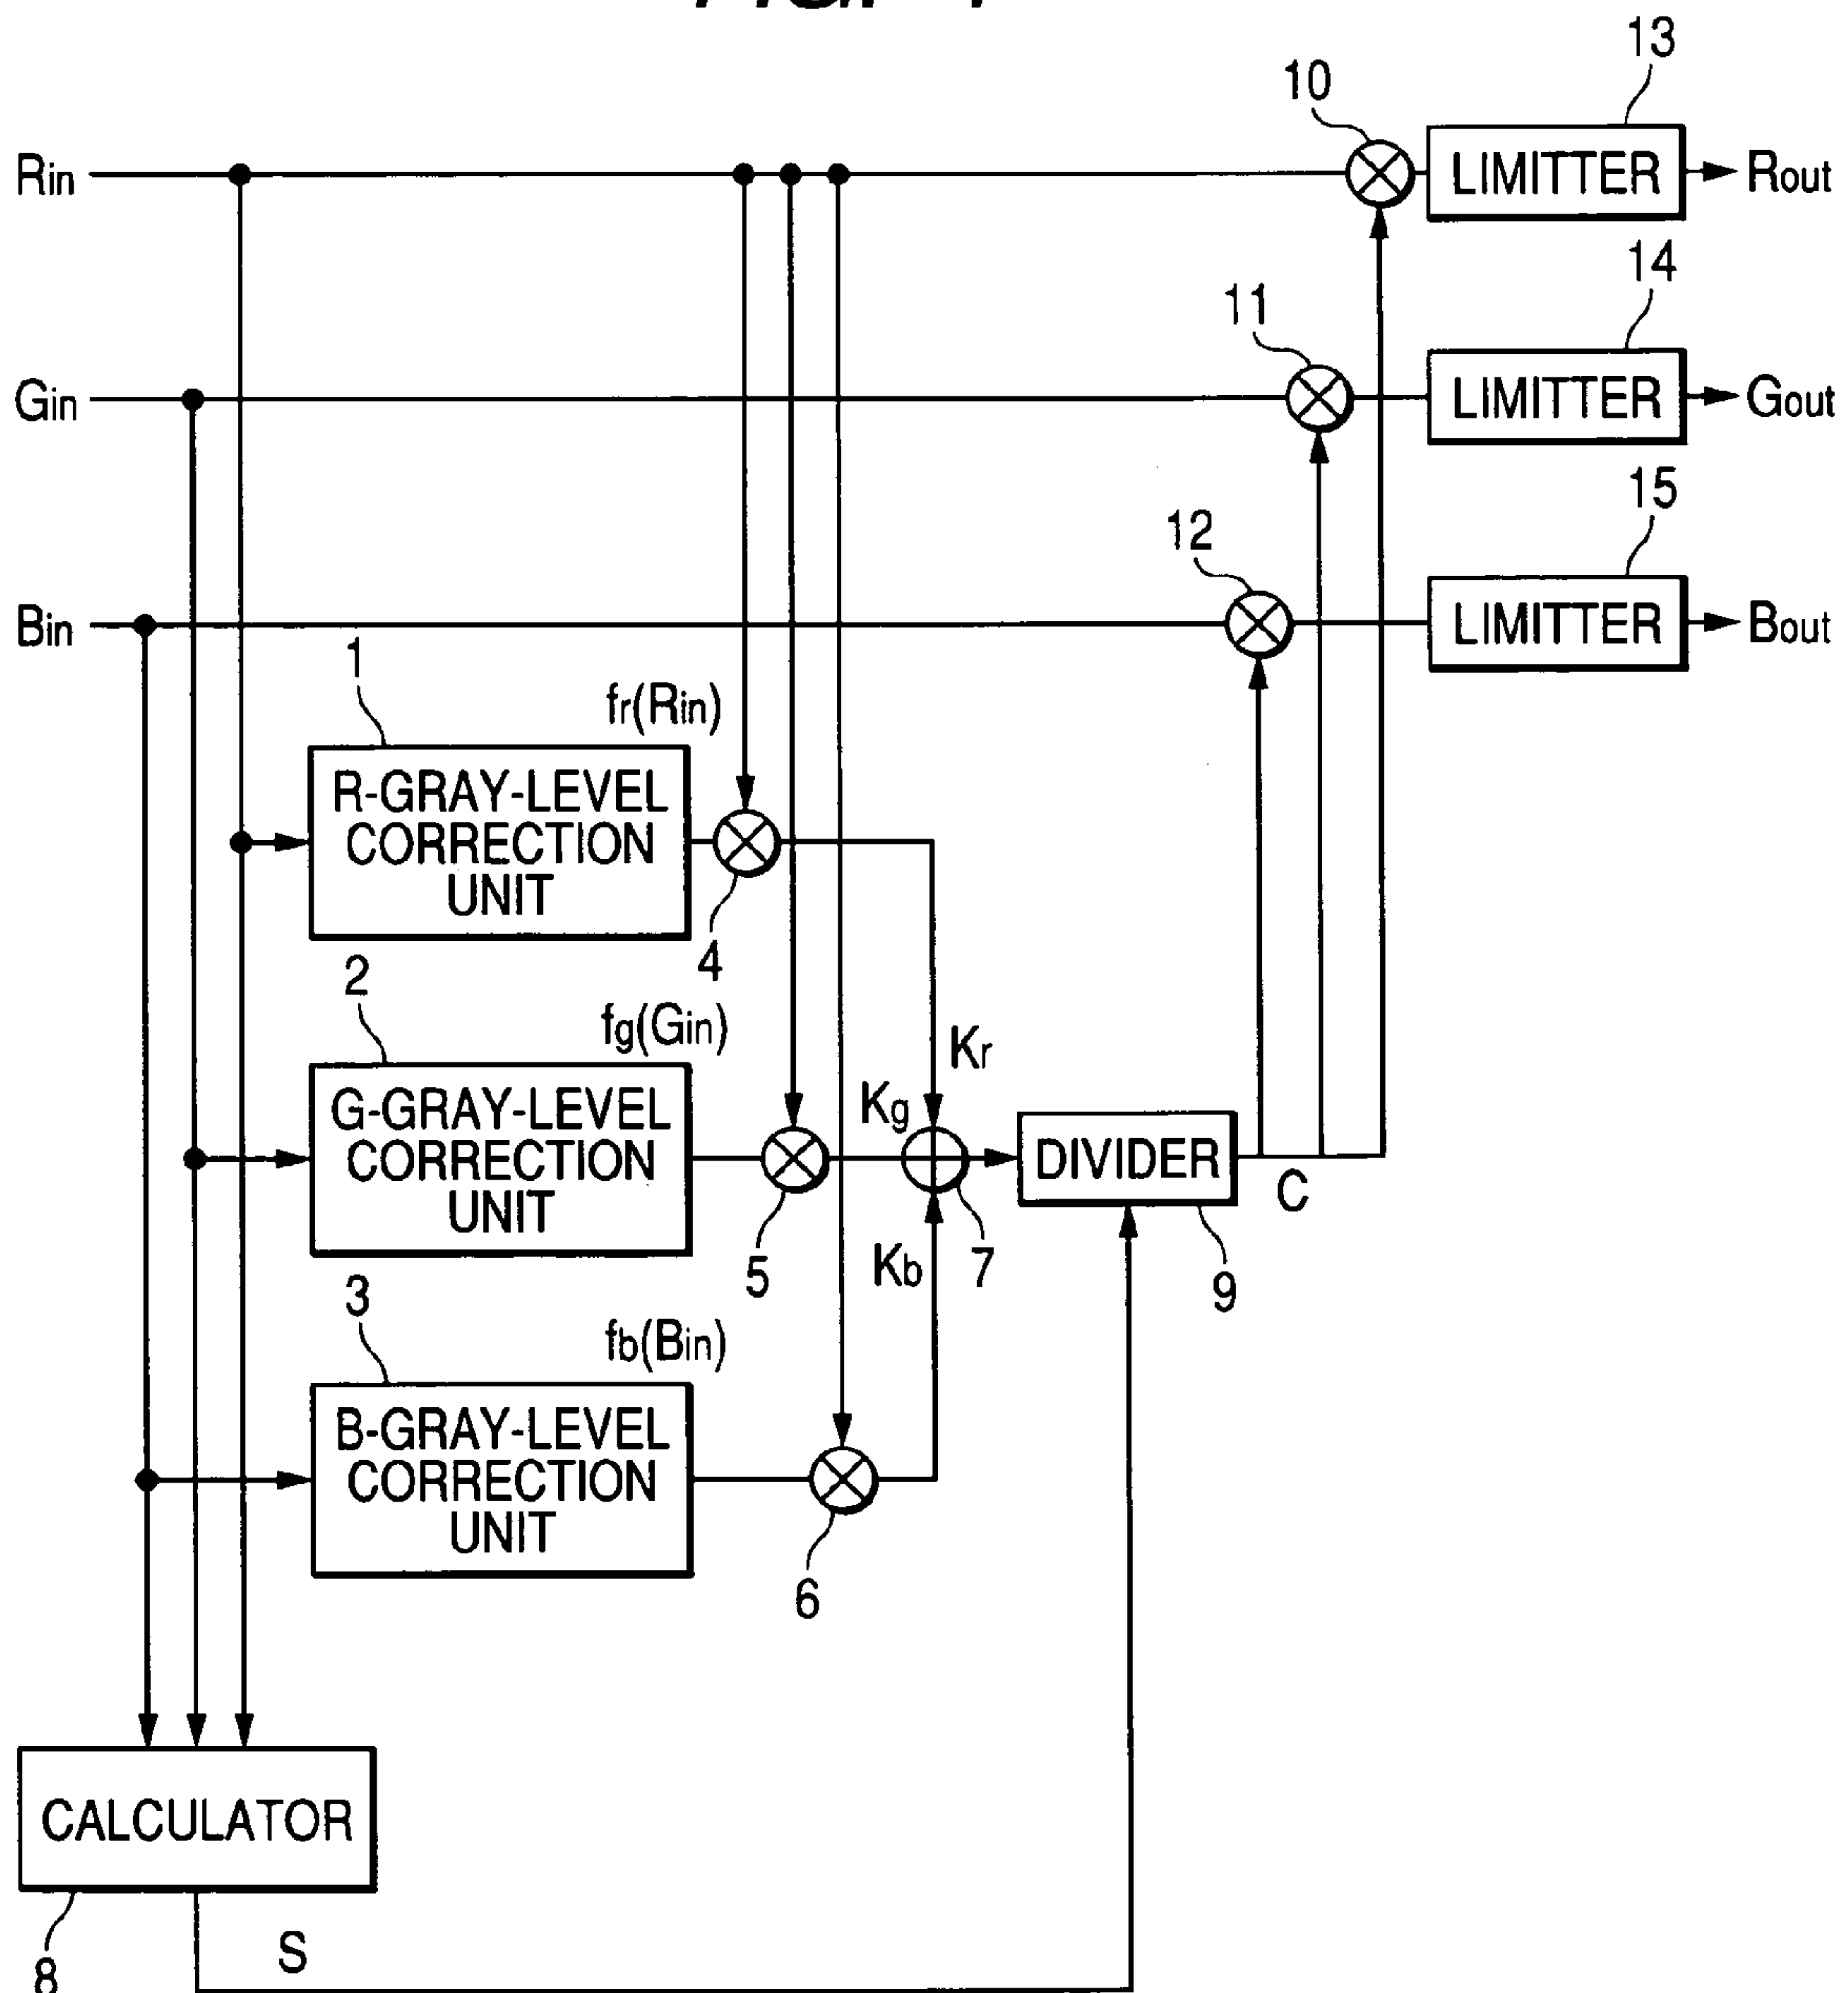 13
10
Rin
LIMITTER
Rout
14
11
Gin
LIMITTER
Gout
15
12
Bin
LIMITTER
Bout
1
fr(Rin)
R-GRAY-LEVEL
CORRECTION
UNIT
4
2
fg(Gin)
Kr
G-GRAY-LEVEL
CORRECTION
UNIT
Kg
DIVIDER
C
5
Kb
7
9
3
fb(Bin)
B-GRAY-LEVEL
CORRECTION
UNIT
6
CALCULATOR
8
S